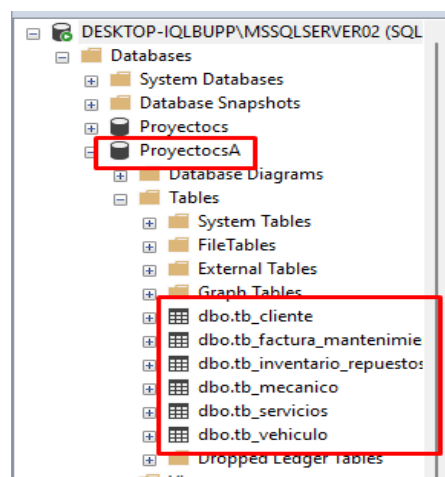 DESKTOP-IQLBUPP\MSSQLSERVER02 (SQL
Databases
System Databases
Database Snapshots
Proyectocs
ProyectocsA
Database Diagrams
Tables
System Tables
FileTables
External Tables
Graph Tables
dbo.tb_cliente
dbo.tb_factura_mantenimie
dbo.tb_inventario_repuestos
dbo.tb_mecanico
dbo.tb_servicios
dbo.tb_vehiculo
Dropped Ledger Tables